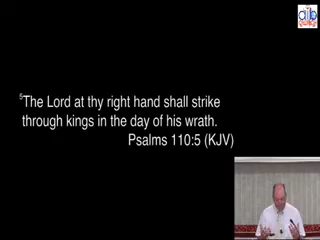 ⁵The Lord at thy right hand shall strike
through kings in the day of his wrath.
Psalms 110:5 (KJV)